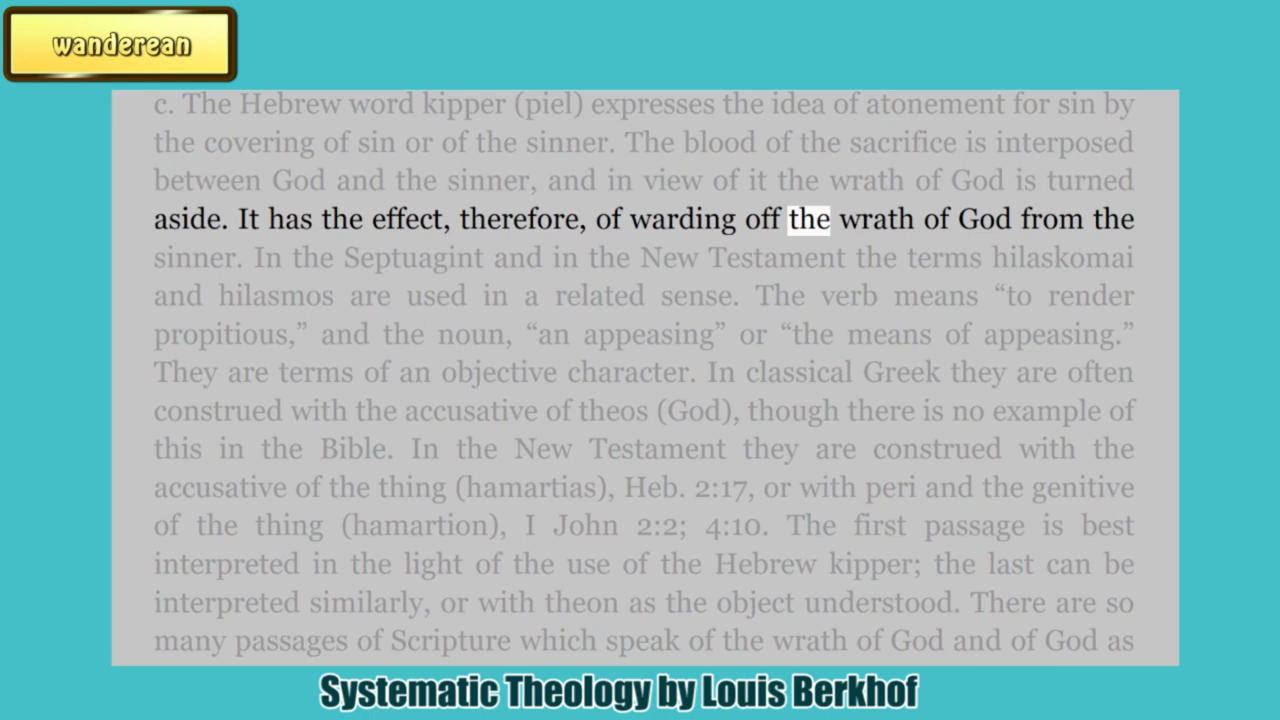 wanderean
c. The Hebrew word kipper (piel) expresses the idea of atonement for sin by
the covering of sin or of the sinner. The blood of the sacrifice is interposed
between God and the sinner, and in view of it the wrath of God is turned
aside. It has the effect, therefore, of warding off the wrath of God from the
sinner. In the Septuagint and in the New Testament the terms hilaskomai
and hilasmos are used in a related sense. The verb means “to render
propitious,” and the noun, “an appeasing” or “the means of appeasing.”
They are terms of an objective character. In classical Greek they are often
construed with the accusative of theos (God), though there is no example of
this in the Bible. In the New Testament they are construed with the
accusative of the thing (hamartias), Heb. 2:17, or with peri and the genitive
of the thing (hamartion), I John 2:2; 4:10. The first passage is best
interpreted in the light of the use of the Hebrew kipper; the last can be
interpreted similarly, or with theon as the object understood. There are so
many passages of Scripture which speak of the wrath of God and of God as
Systematic Theology by Louis Berkhof